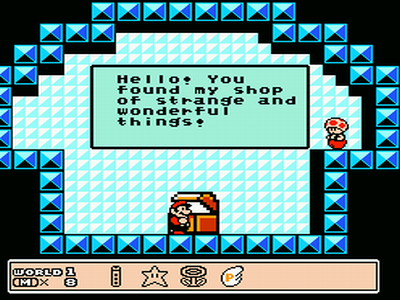 Hello! You
found my shop
of strange and
wonderful
things!
WORLD 1
(M)× 8
P